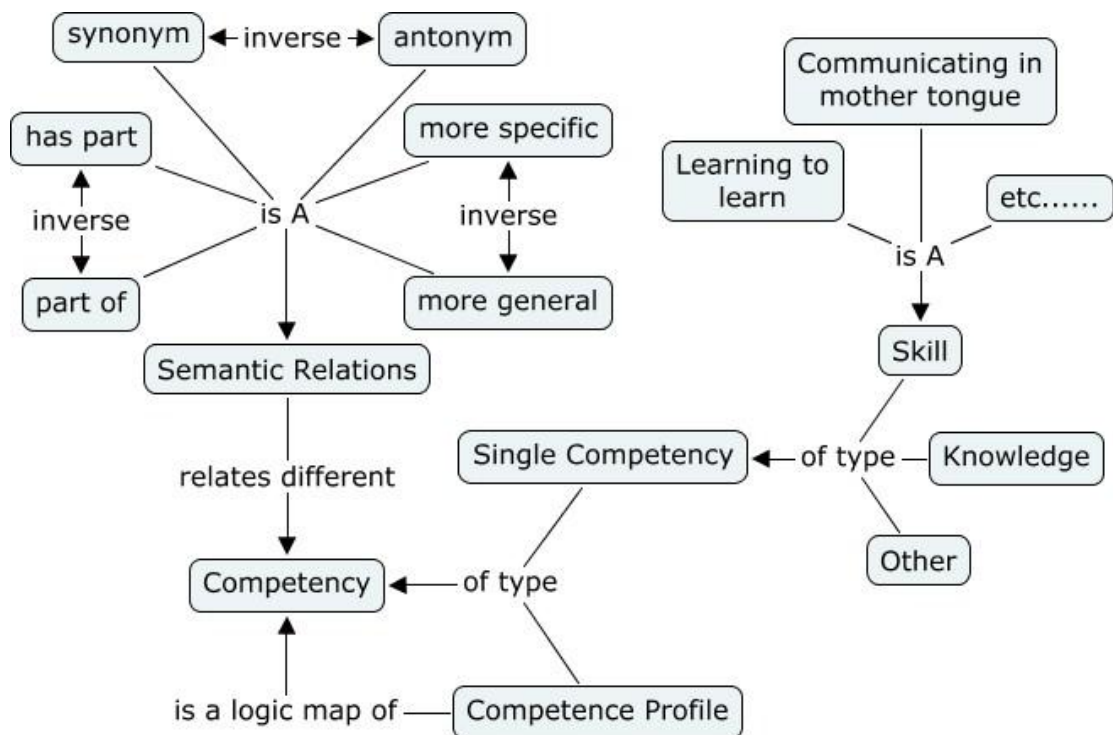 synonym
inverse
antonym
Communicating in
mother tongue
has part
more specific
Learning to
learn
etc......
inverse
is A
inverse
is A
part of
more general
Skill
Semantic Relations
Single Competency
of type
Knowledge
relates different
Other
Competency
of type
is a logic map of
Competence Profile